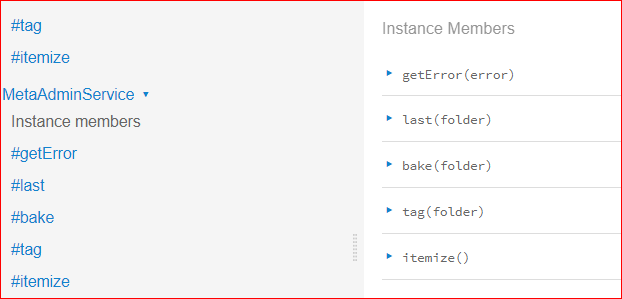 #tag
#itemize
MetaAdminService ▾
Instance members
#getError
#last
#bake
#tag
#itemize
Instance Members
▸ getError(error)
▸ last(folder)
▸ bake(folder)
▸ tag(folder)
▸ itemize()